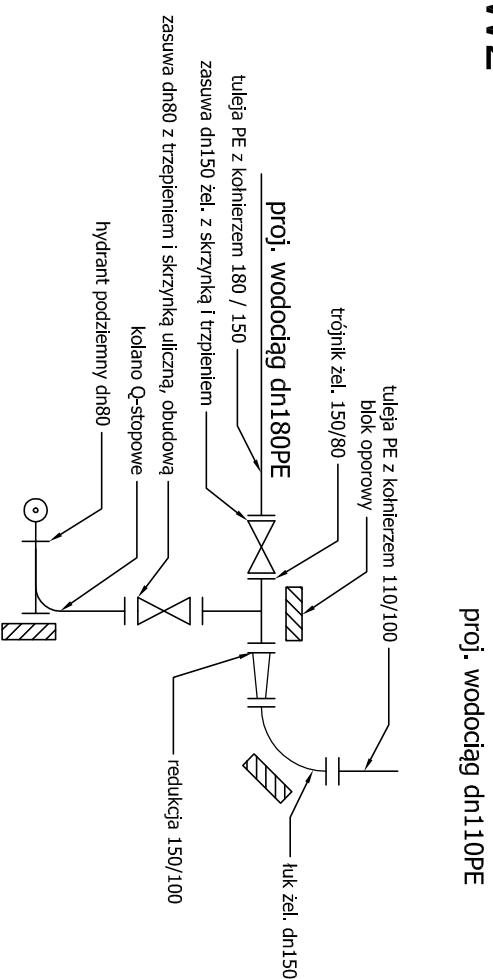 proj. wodociąg dn110PE
tuleja PE z kołnierzem 110/100
blok oporowy
trójnik żel. 150/80
proj. wodociąg dn180PE
tuleja PE z kołnierzem 180 / 150
zasuwa dn150 żel. z skrzynką i trzpieniem
zasuwa dn80 z trzepieniem i skrzynką uliczną, obudową
kolano Q-stopowe
hydrant podziemny dn80
łuk żel. dn150
redukcja 150/100